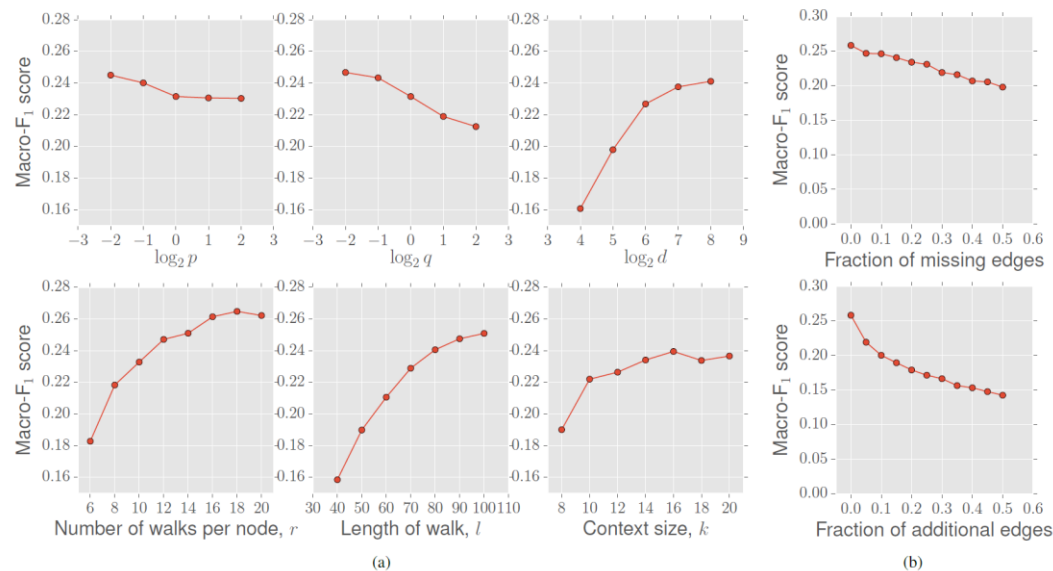 0.28 0.28 0.28 0.30
0.26 0.26 0.26 0.25
0.24 0.24 0.24 0.20
0.22 0.22 0.22 0.15
0.20 0.20 0.20 0.10
0.18 0.18 0.18 0.05
0.16 0.16 0.16 0.00
Macro-F₁ score
Macro-F₁ score
−3 −2 −1 0 1 2 3
log₂ p
−3 −2 −1 0 1 2 3
log₂ q
3 4 5 6 7 8 9
log₂ d
0.0 0.1 0.2 0.3 0.4 0.5 0.6
Fraction of missing edges
0.28 0.28 0.28 0.30
0.26 0.26 0.26 0.25
0.24 0.24 0.24 0.20
0.22 0.22 0.22 0.15
0.20 0.20 0.20 0.10
0.18 0.18 0.18 0.05
0.16 0.16 0.16 0.00
Macro-F₁ score
Macro-F₁ score
6 8 10 12 14 16 18 20
Number of walks per node, r
30 40 50 60 70 80 90 100 110
Length of walk, l
8 10 12 14 16 18 20
Context size, k
0.0 0.1 0.2 0.3 0.4 0.5 0.6
Fraction of additional edges
(a)
(b)